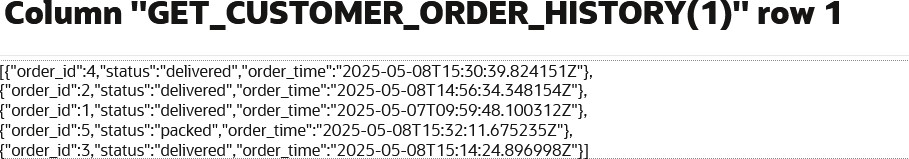 Column "GET_CUSTOMER_ORDER_HISTORY(1)" row 1
[{"order_id":4,"status":"delivered","order_time":"2025-05-08T15:30:39.824151Z"},
{"order_id":2,"status":"delivered","order_time":"2025-05-08T14:56:34.348154Z"},
{"order_id":1,"status":"delivered","order_time":"2025-05-07T09:59:48.100312Z"},
{"order_id":5,"status":"packed","order_time":"2025-05-08T15:32:11.675235Z"},
{"order_id":3,"status":"delivered","order_time":"2025-05-08T15:14:24.896998Z"}]